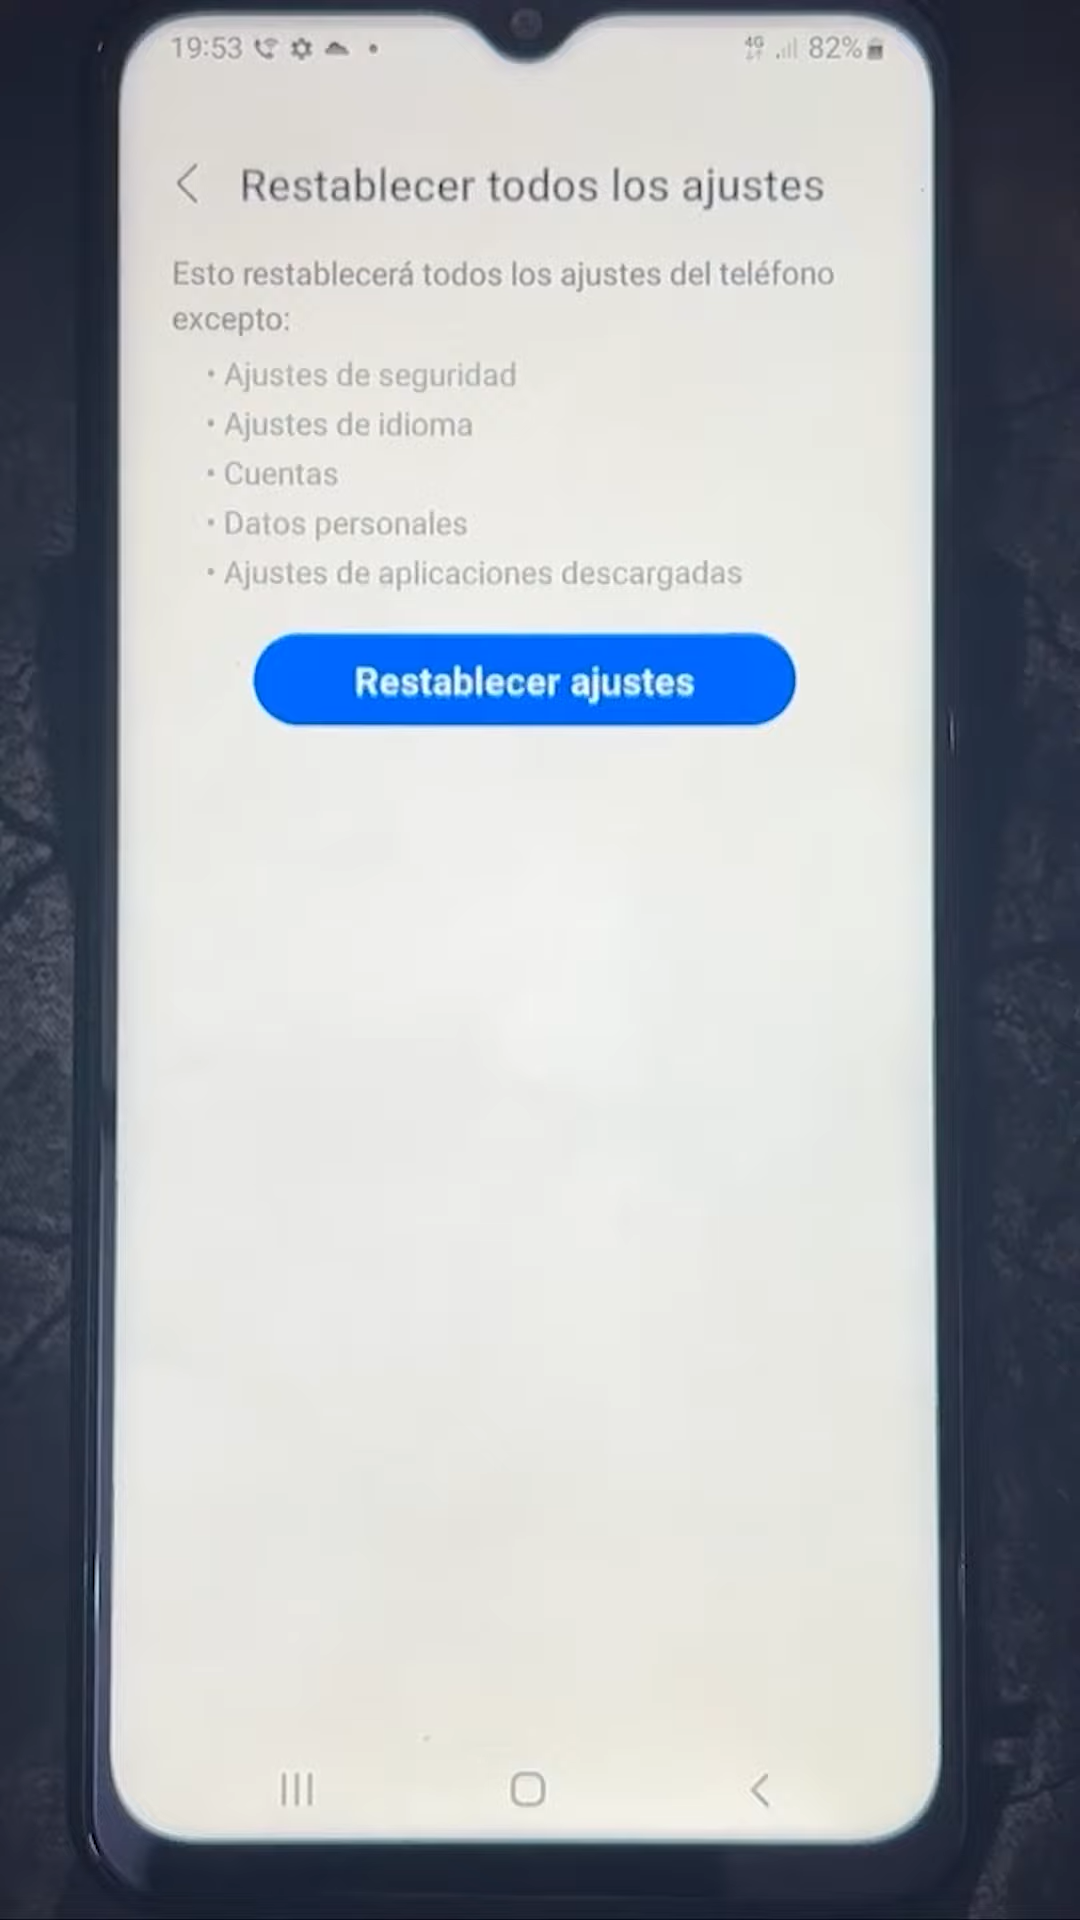 19:53
4G 82%
Restablecer todos los ajustes
Esto restablecerá todos los ajustes del teléfono
excepto:
• Ajustes de seguridad
• Ajustes de idioma
• Cuentas
• Datos personales
• Ajustes de aplicaciones descargadas
Restablecer ajustes